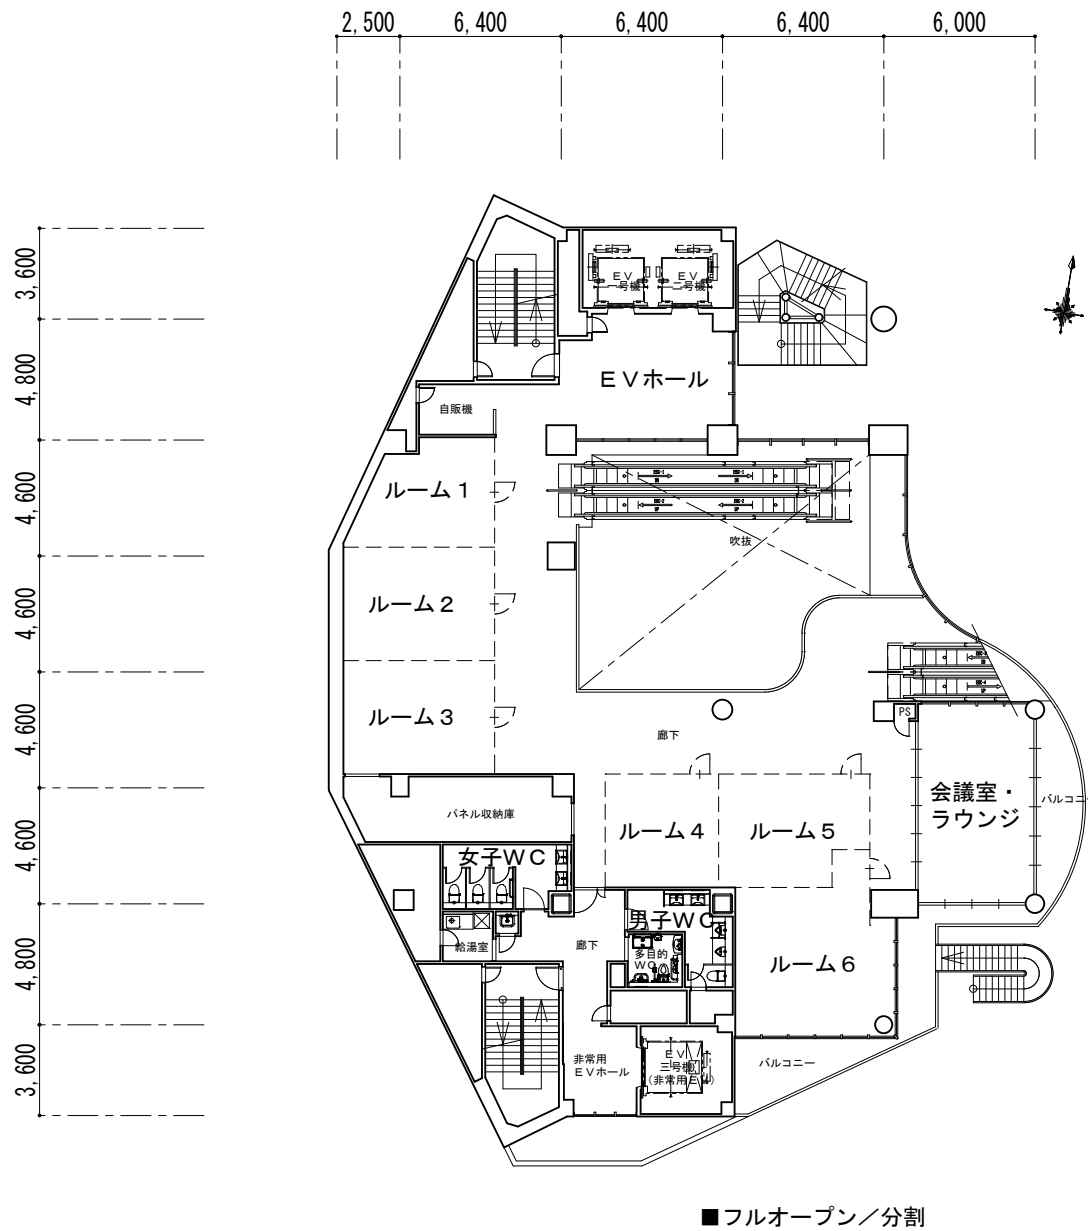 2,500
6,400
6,400
6,400
6,000
3,600
4,800
4,600
4,600
4,600
4,600
4,800
3,600
EV
一号機
EV
二号機
EVホール
自販機
ルーム1
吹抜
ルーム2
ルーム3
PS
廊下
会議室・
ラウンジ
バルコニー
パネル収納庫
ルーム4
ルーム5
女子WC
男子WC
給湯室
廊下
多目的
WC
ルーム6
非常用
EVホール
EV
三号機
(非常用EV)
バルコニー
■フルオープン／分割